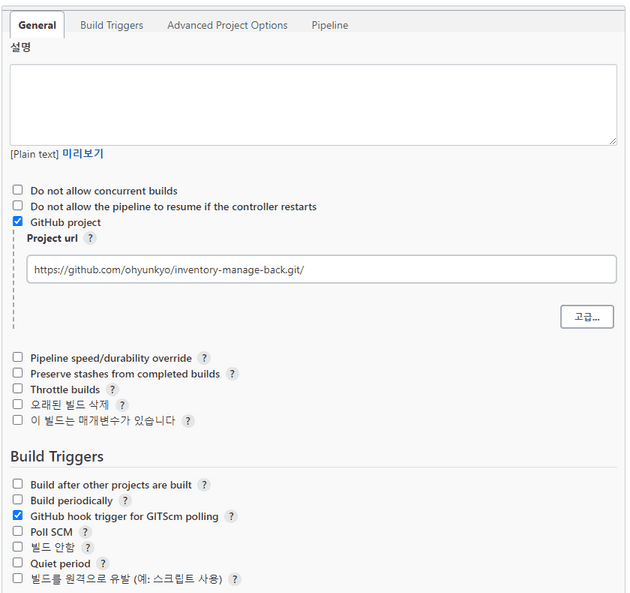 General Build Triggers Advanced Project Options Pipeline
설명
[Plain text] 미리보기
Do not allow concurrent builds
Do not allow the pipeline to resume if the controller restarts
GitHub project
Project url ?
https://github.com/ohyunkyo/inventory-manage-back.git/
고급...
Pipeline speed/durability override ?
Preserve stashes from completed builds ?
Throttle builds ?
오래된 빌드 삭제 ?
이 빌드는 매개변수가 있습니다 ?
Build Triggers
Build after other projects are built ?
Build periodically ?
GitHub hook trigger for GITScm polling ?
Poll SCM ?
빌드 안함 ?
Quiet period ?
빌드를 원격으로 유발 (예: 스크립트 사용) ?